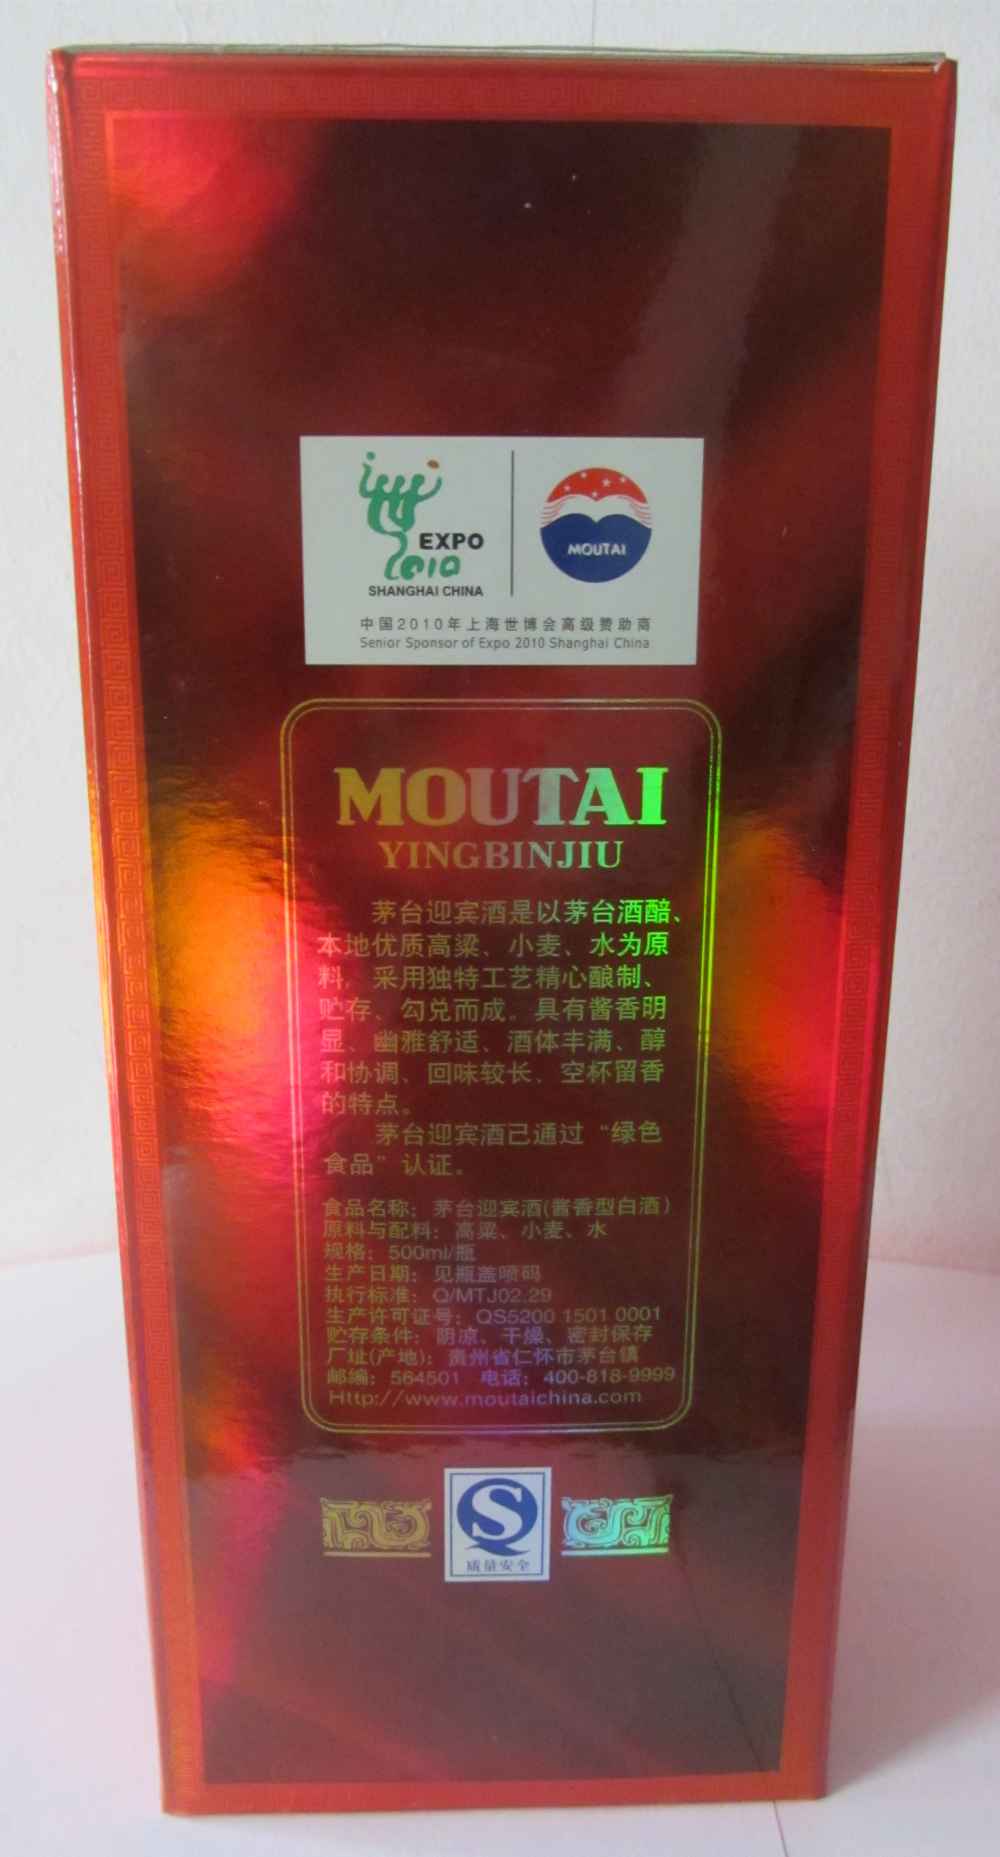 EXPO
2010
SHANGHAI CHINA
MOUTAI
中国2010年上海世博会高级赞助商
Senior Sponsor of Expo 2010 Shanghai China
MOUTAI
YINGBINJIU
茅台迎宾酒是以茅台酒醅、
本地优质高粱、小麦、水为原
料，采用独特工艺精心酿制、
贮存、勾兑而成。具有酱香明
显、幽雅舒适、酒体丰满、醇
和协调、回味较长、空杯留香
的特点。
茅台迎宾酒已通过“绿色
食品”认证。
食品名称：茅台迎宾酒(酱香型白酒)
原料与配料：高粱、小麦、水
规格：500ml/瓶
生产日期：见瓶盖喷码
执行标准：Q/MTJ02.29
生产许可证号：QS5200 1501 0001
贮存条件：阴凉、干燥、密封保存
厂址(产地)：贵州省仁怀市茅台镇
邮编：564501 电话：400-818-9999
Http://www.moutaichina.com
S
质量安全